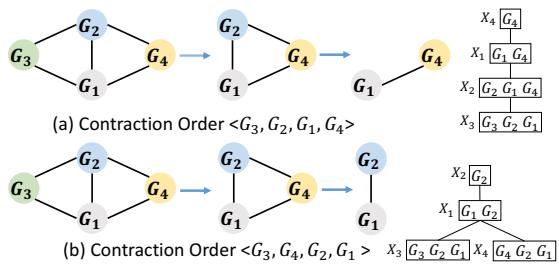 G₃ G₂ G₁ G₄
G₂ G₁ G₄
G₁ G₄
X₄ G₄
X₁ G₁ G₄
X₂ G₂ G₁ G₄
X₃ G₃ G₂ G₁
(a) Contraction Order <G₃, G₂, G₁, G₄>
G₃ G₂ G₁ G₄
G₂ G₁ G₄
G₂ G₁
X₂ G₂
X₁ G₁ G₂
X₃ G₃ G₂ G₁ X₄ G₄ G₂ G₁
(b) Contraction Order <G₃, G₄, G₂, G₁ >